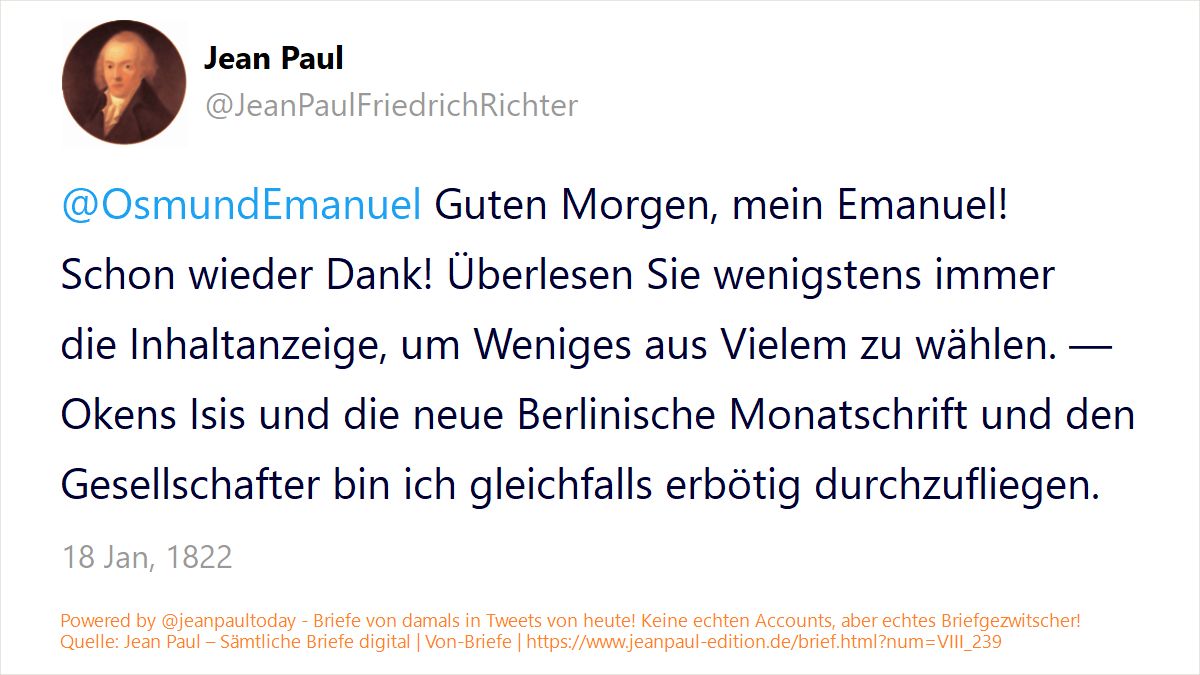 Jean Paul
@JeanPaulFriedrichRichter
@OsmundEmanuel Guten Morgen, mein Emanuel!
Schon wieder Dank! Überlesen Sie wenigstens immer
die Inhaltanzeige, um Weniges aus Vielem zu wählen. —
Okens Isis und die neue Berlinische Monatschrift und den
Gesellschafter bin ich gleichfalls erbötig durchzufliegen.
18 Jan, 1822
Powered by @jeanpaultoday - Briefe von damals in Tweets von heute! Keine echten Accounts, aber echtes Briefgezwitscher!
Quelle: Jean Paul – Sämtliche Briefe digital | Von-Briefe | https://www.jeanpaul-edition.de/brief.html?num=VIII_239